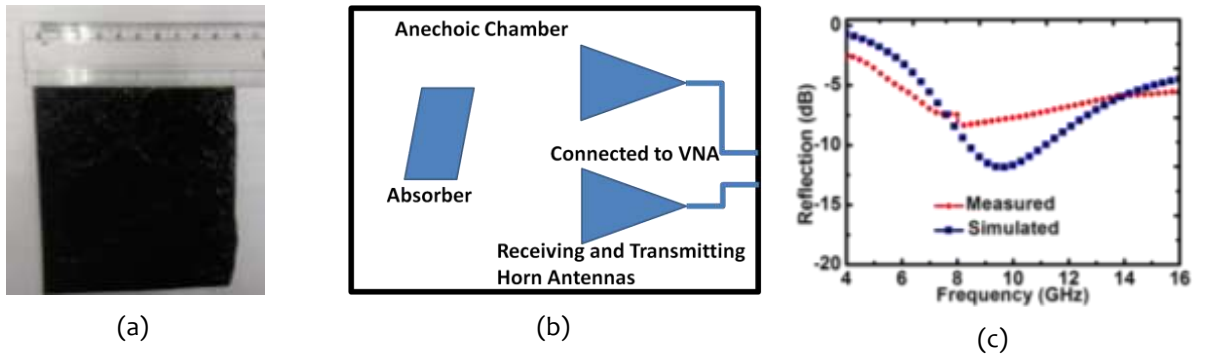 Anechoic Chamber
Absorber
Connected to VNA
Receiving and Transmitting
Horn Antennas
0
-5
-10
-15
-20
Reflection (dB)
Measured
Simulated
4 6 8 10 12 14 16
Frequency (GHz)
(a)
(b)
(c)